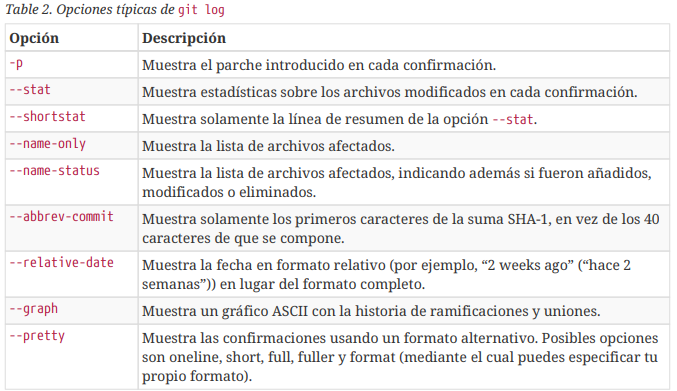 Table 2. Opciones típicas de git log
Opción Descripción
-p Muestra el parche introducido en cada confirmación.
--stat Muestra estadísticas sobre los archivos modificados en cada confirmación.
--shortstat Muestra solamente la línea de resumen de la opción --stat.
--name-only Muestra la lista de archivos afectados.
--name-status Muestra la lista de archivos afectados, indicando además si fueron añadidos,
modificados o eliminados.
--abbrev-commit Muestra solamente los primeros caracteres de la suma SHA-1, en vez de los 40
caracteres de que se compone.
--relative-date Muestra la fecha en formato relativo (por ejemplo, “2 weeks ago” (“hace 2
semanas”)) en lugar del formato completo.
--graph Muestra un gráfico ASCII con la historia de ramificaciones y uniones.
--pretty Muestra las confirmaciones usando un formato alternativo. Posibles opciones
son oneline, short, full, fuller y format (mediante el cual puedes especificar tu
propio formato).